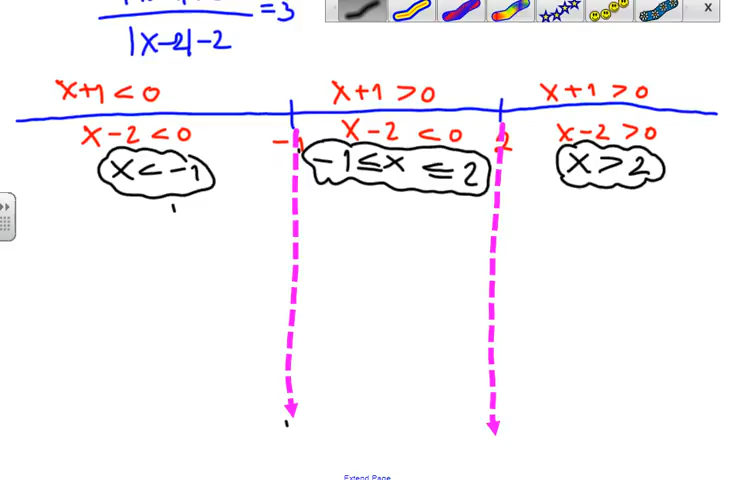 = 3
|x-2|-2
x
x+1 < 0
x+1 > 0
x+1 > 0
x-2 < 0
-1
x-2 < 0
2
x-2 > 0
x < -1
-1 ≤ x ≤ 2
x > 2
Extend Page